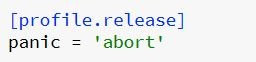 [profile.release]
panic = 'abort'